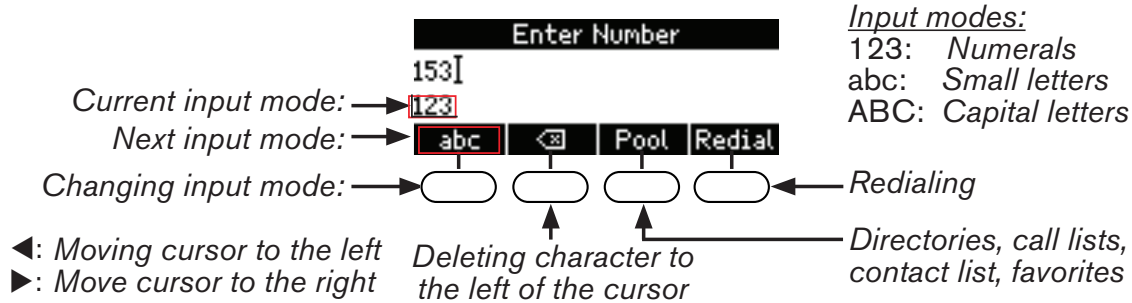 Enter Number
153
Current input mode: 123
Next input mode: abc Pool Redial
Changing input mode:
Input modes:
123: Numerals
abc: Small letters
ABC: Capital letters
Redialing
◀: Moving cursor to the left
▶: Move cursor to the right
Deleting character to
the left of the cursor
Directories, call lists,
contact list, favorites